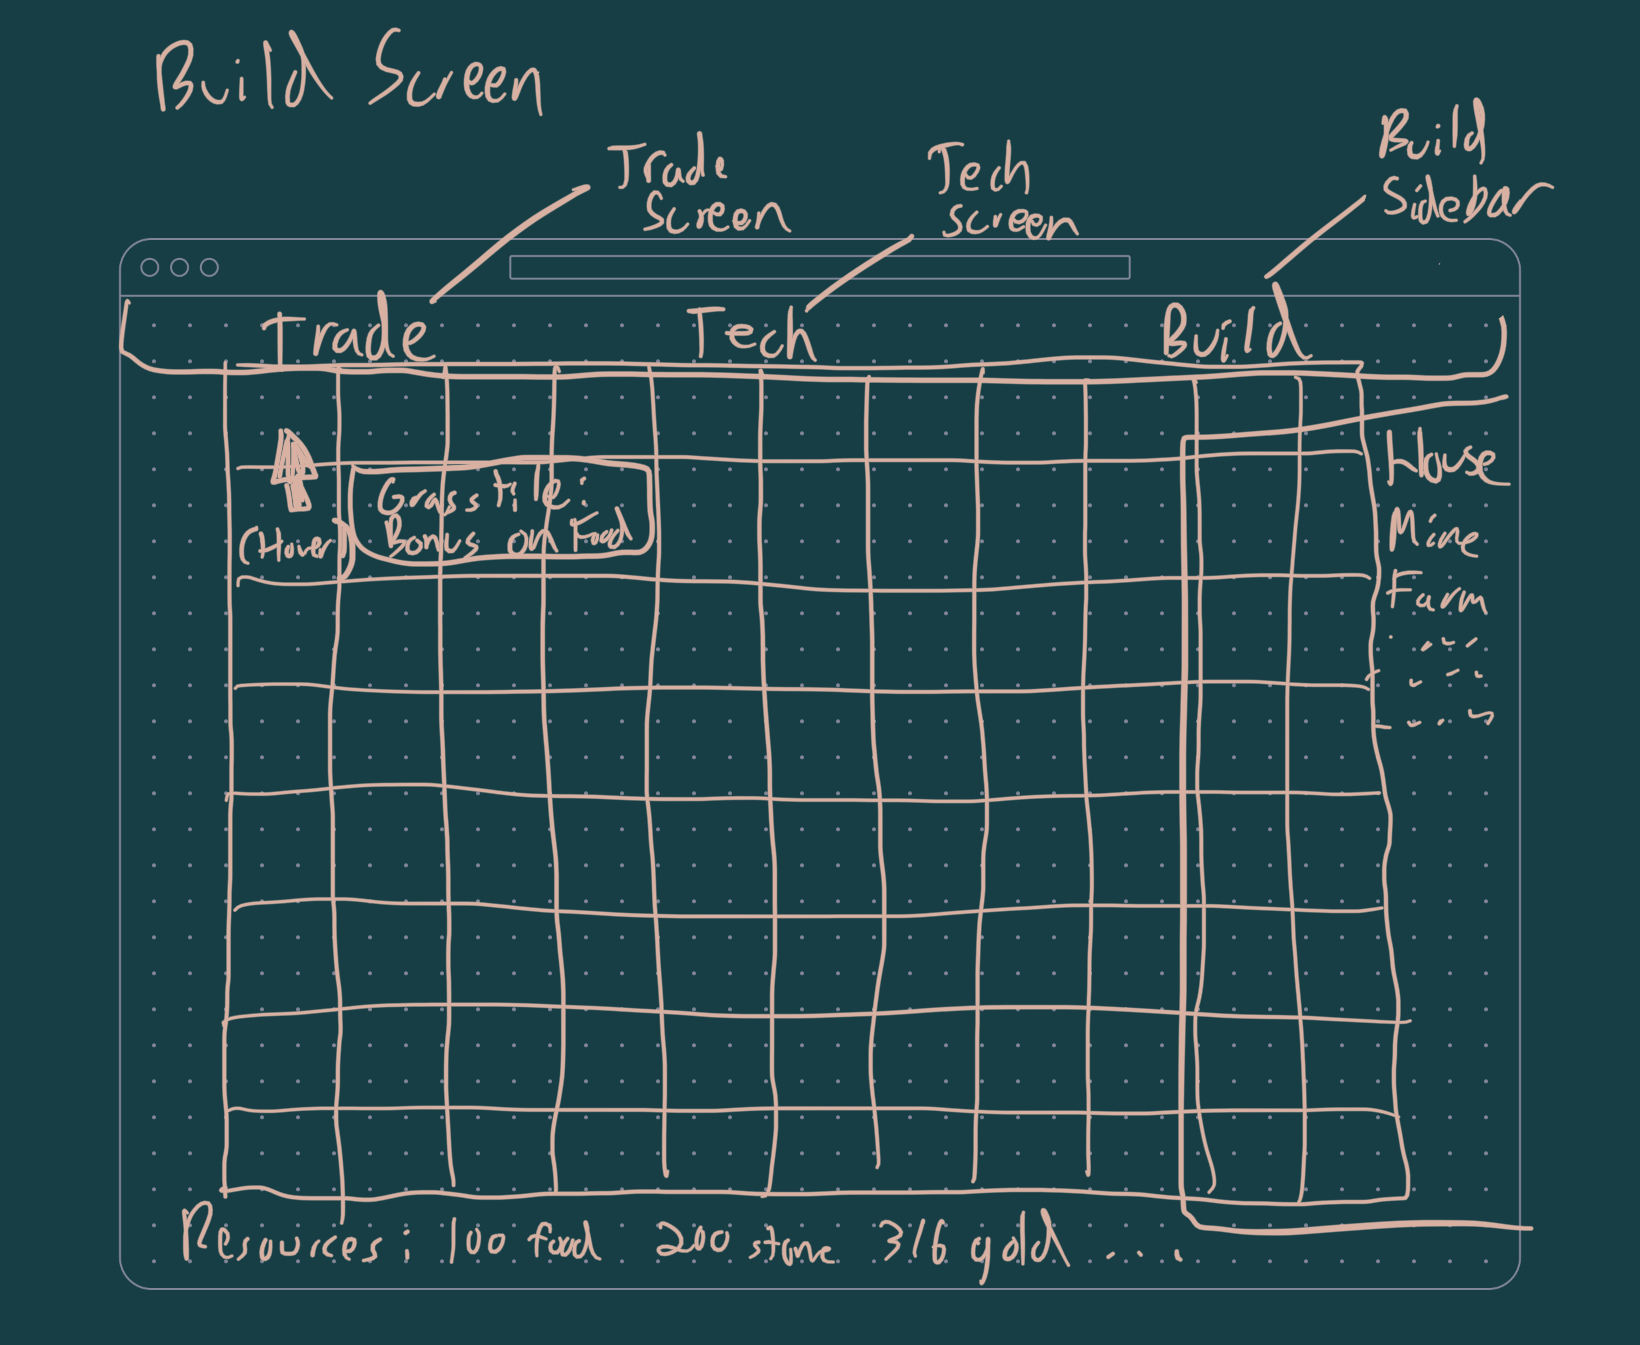 Build Screen
Trade
Screen
Tech
screen
Build
Sidebar
Trade
Tech
Build
House
Mine
Farm
(Hover)
Grass tile:
Bonus on Food
Resources: 100 food 200 stone 316 gold ....